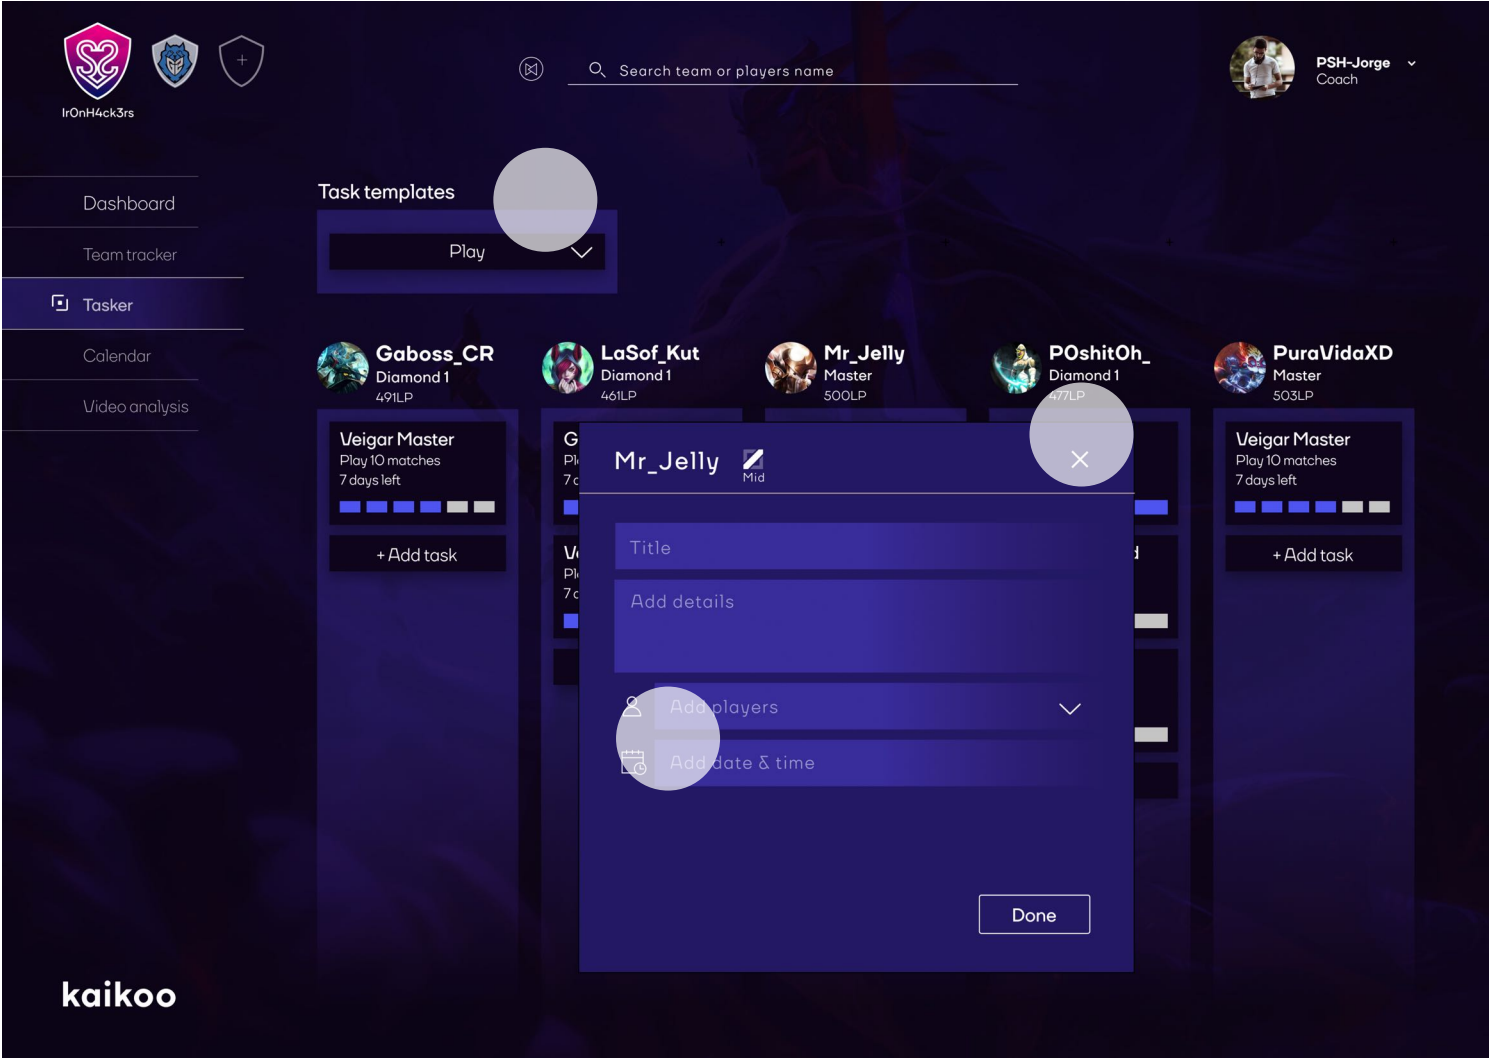 IrOnH4ck3rs
Search team or players name
PSH-Jorge
Coach
Dashboard
Team tracker
Tasker
Calendar
Video analysis
Task templates
Play
Gaboss_CR
Diamond 1
491LP
LaSof_Kut
Diamond 1
461LP
Mr_Jelly
Master
500LP
POshitOh_
Diamond 1
477LP
PuraVidaXD
Master
503LP
Veigar Master
Play 10 matches
7 days left
+ Add task
Mr_Jelly
Mid
Title
Add details
Add players
Add date & time
Done
Veigar Master
Play 10 matches
7 days left
+ Add task
kaikoo